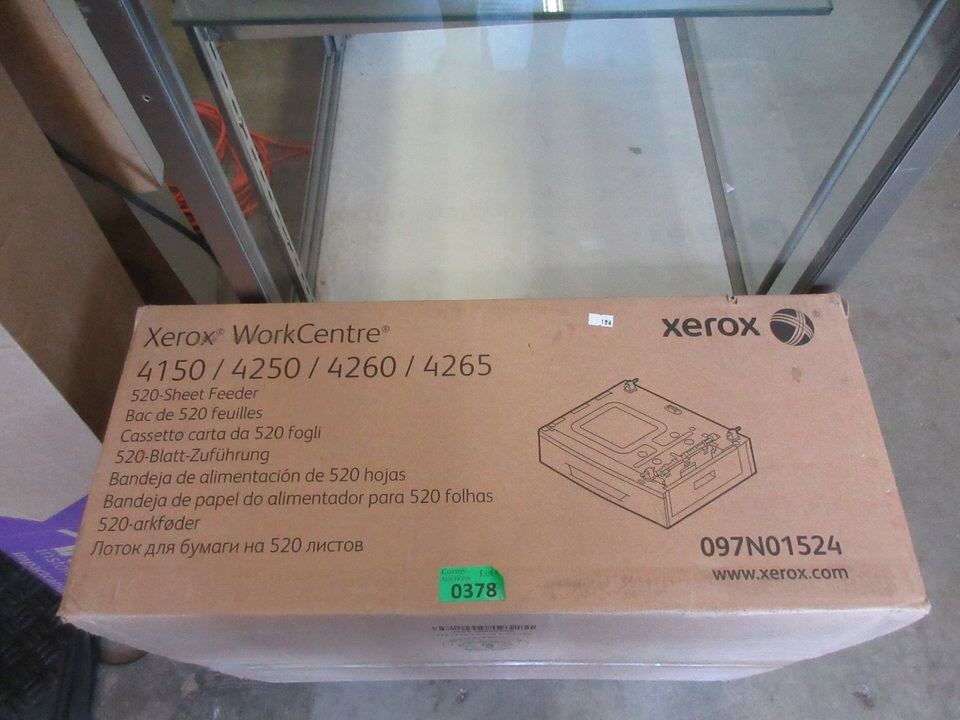 Xerox® WorkCentre®
4150 / 4250 / 4260 / 4265
520-Sheet Feeder
Bac de 520 feuilles
Cassetto carta da 520 fogli
520-Blatt-Zuführung
Bandeja de alimentación de 520 hojas
Bandeja de papel do alimentador para 520 folhas
520-arkføder
Лоток для бумаги на 520 листов
184
xerox ®
097N01524
www.xerox.com
Lot#
0378